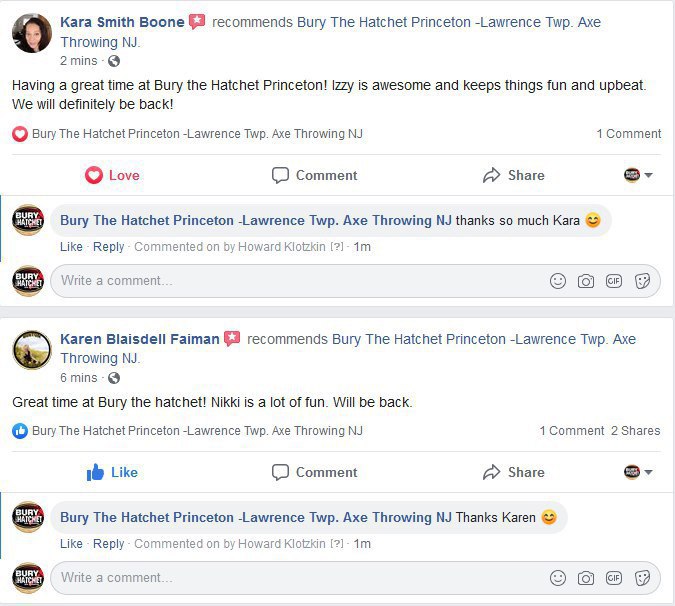 Kara Smith Boone recommends Bury The Hatchet Princeton -Lawrence Twp. Axe
Throwing NJ.
2 mins ·
Having a great time at Bury the Hatchet Princeton! Izzy is awesome and keeps things fun and upbeat.
We will definitely be back!
Bury The Hatchet Princeton -Lawrence Twp. Axe Throwing NJ 1 Comment
Love Comment Share
BURY HATCHET
Bury The Hatchet Princeton -Lawrence Twp. Axe Throwing NJ thanks so much Kara 😊
Like · Reply · Commented on by Howard Klotzkin [?] · 1m
BURY HATCHET
Write a comment... GIF
Karen Blaisdell Faiman recommends Bury The Hatchet Princeton -Lawrence Twp. Axe
Throwing NJ.
6 mins ·
Great time at Bury the hatchet! Nikki is a lot of fun. Will be back.
Bury The Hatchet Princeton -Lawrence Twp. Axe Throwing NJ 1 Comment 2 Shares
Like Comment Share
BURY HATCHET
Bury The Hatchet Princeton -Lawrence Twp. Axe Throwing NJ Thanks Karen 😊
Like · Reply · Commented on by Howard Klotzkin [?] · 1m
BURY HATCHET
Write a comment... GIF